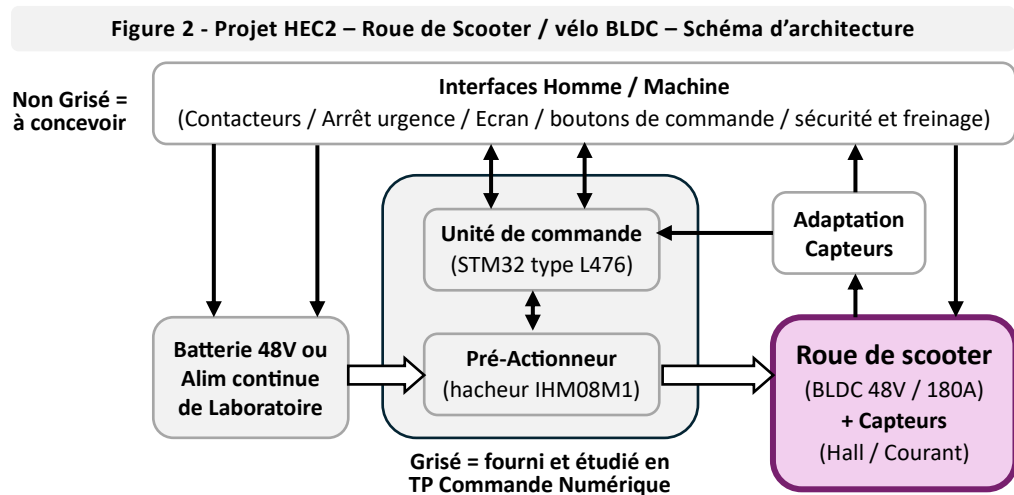 Figure 2 - Projet HEC2 – Roue de Scooter / vélo BLDC – Schéma d’architecture
Non Grisé =
à concevoir
Interfaces Homme / Machine
(Contacteurs / Arrêt urgence / Ecran / boutons de commande / sécurité et freinage)
Unité de commande
(STM32 type L476)
Adaptation
Capteurs
Batterie 48V ou
Alim continue
de Laboratoire
Pré-Actionneur
(hacheur IHM08M1)
Roue de scooter
(BLDC 48V / 180A)
+ Capteurs
(Hall / Courant)
Grisé = fourni et étudié en
TP Commande Numérique